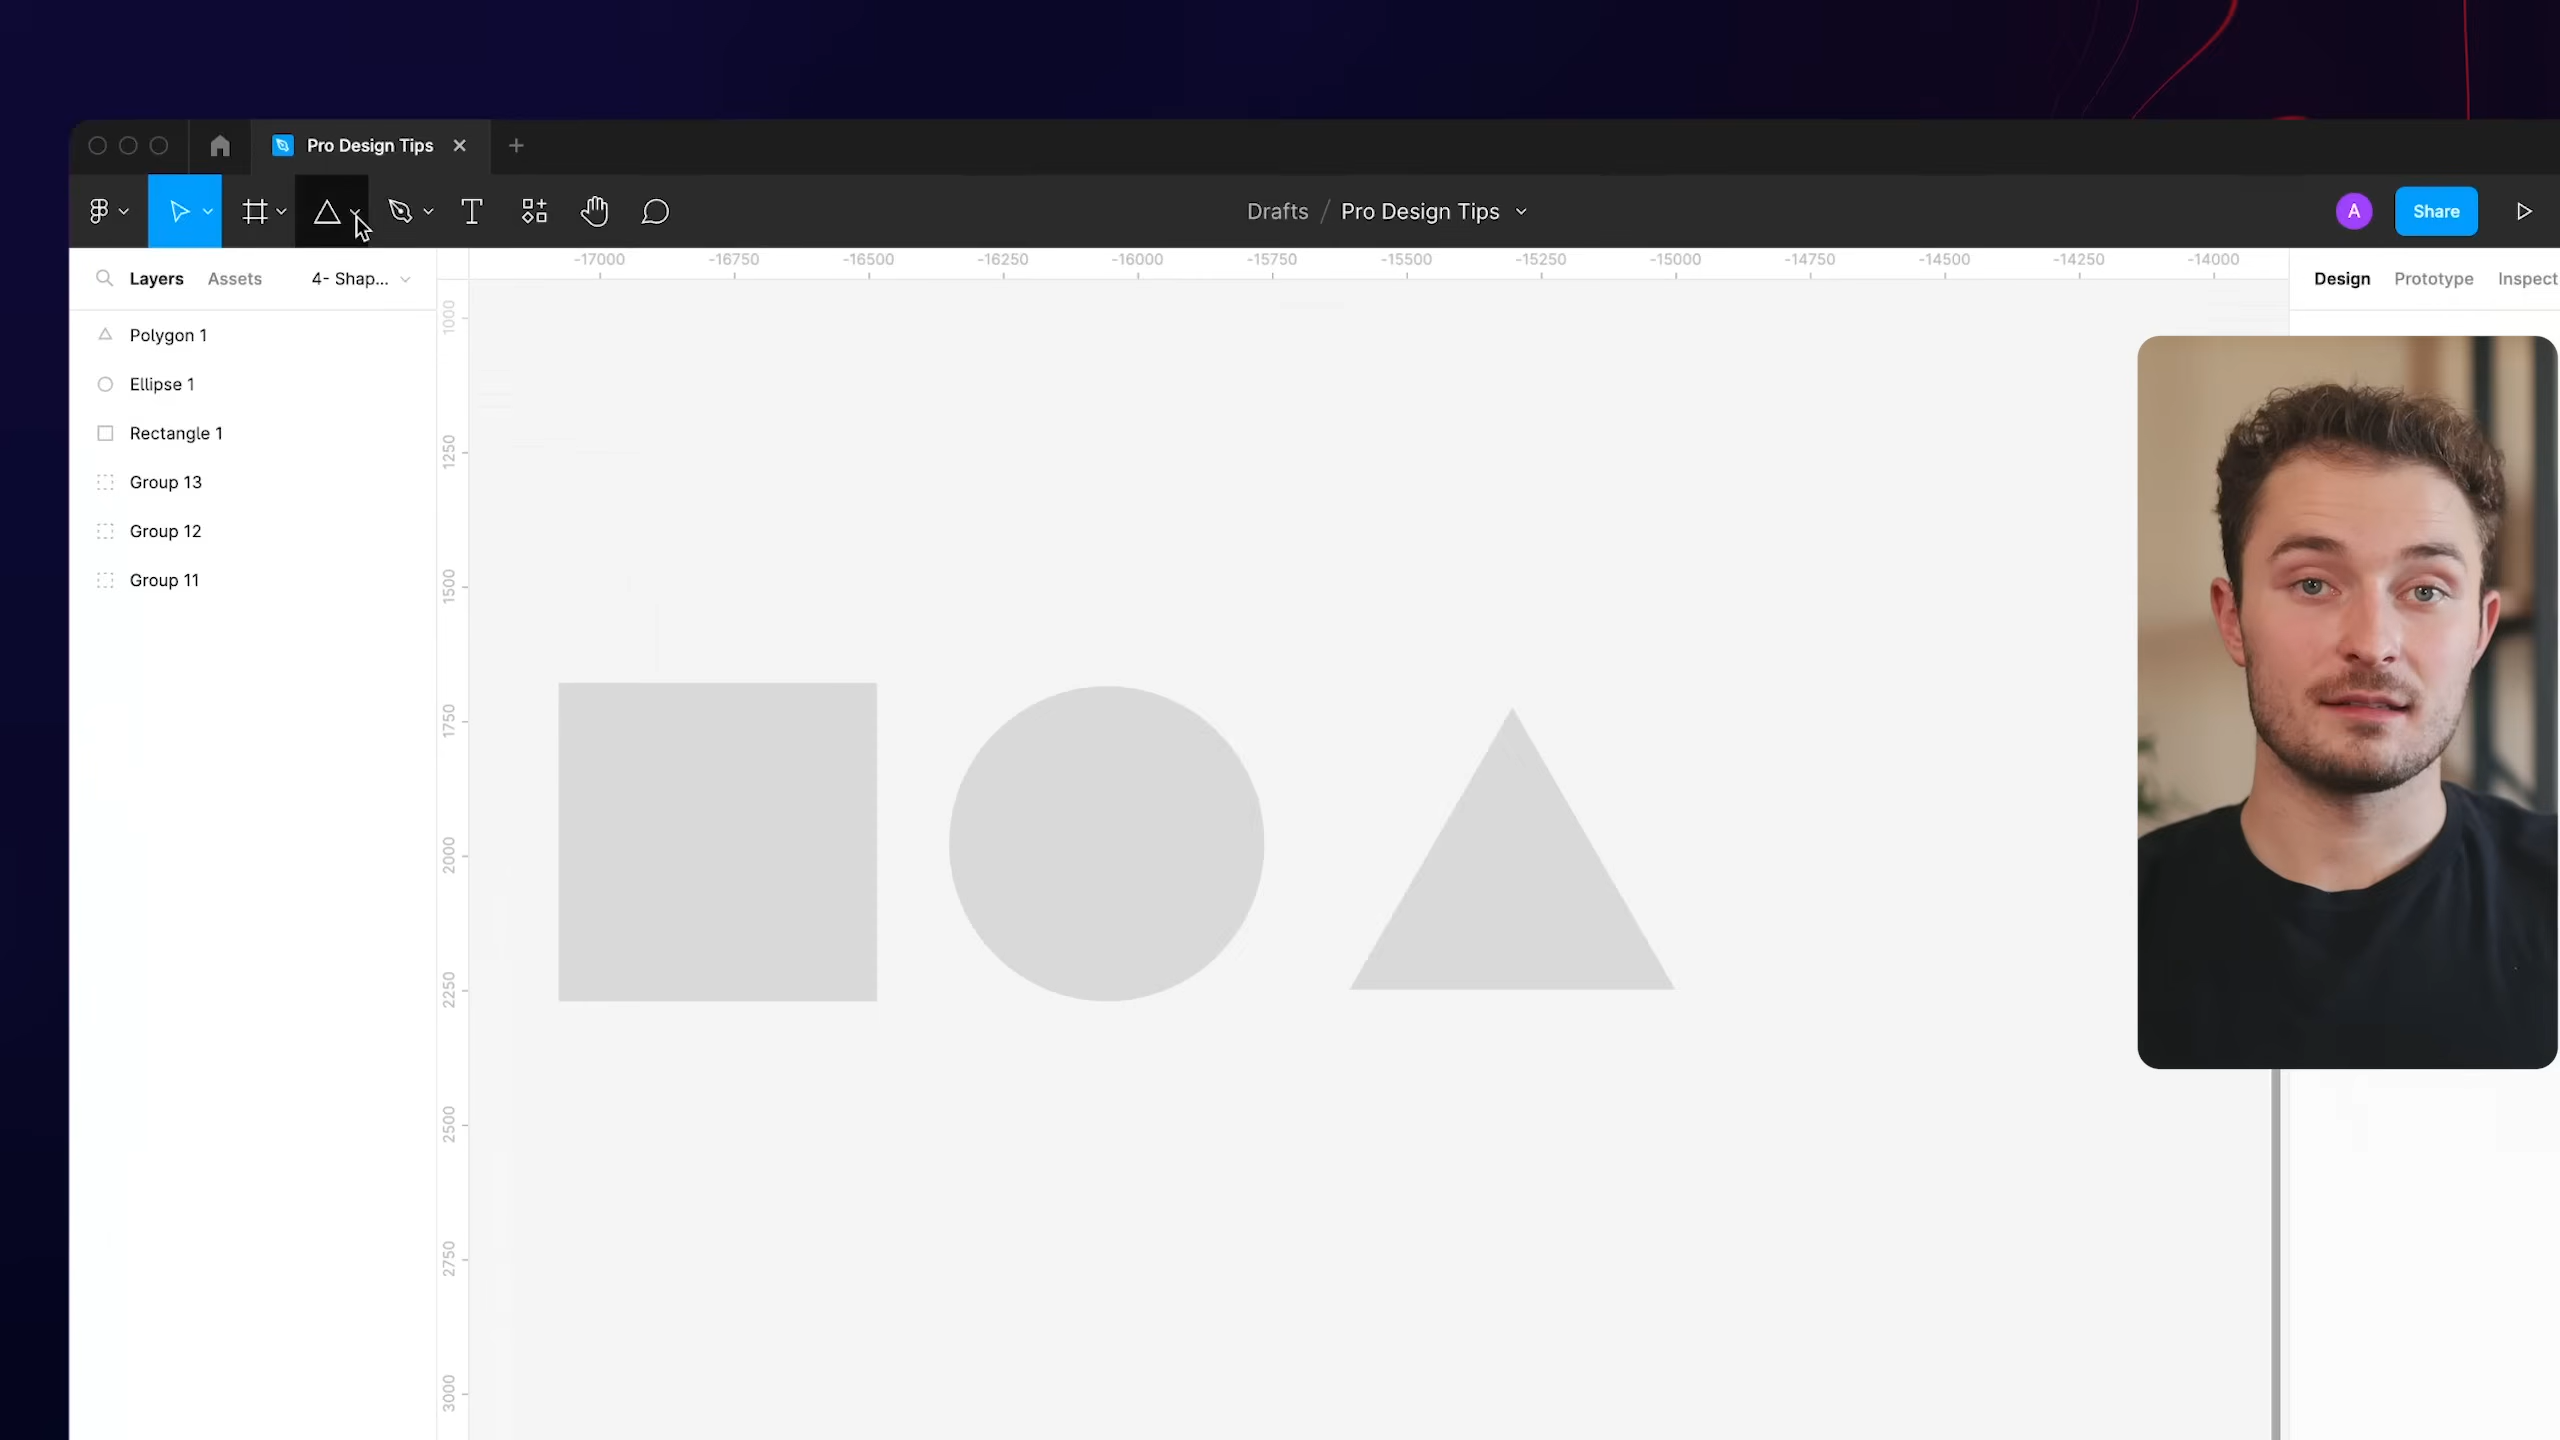 Pro Design Tips
Drafts / Pro Design Tips
A
Share
Layers
Assets
4- Shap...
Design
Prototype
Inspect
-17000
-16750
-16500
-16250
-16000
-15750
-15500
-15250
-15000
-14750
-14500
-14250
-14000
Polygon 1
Ellipse 1
Rectangle 1
Group 13
Group 12
Group 11
1000
1250
1500
1750
2000
2250
2500
2750
3000